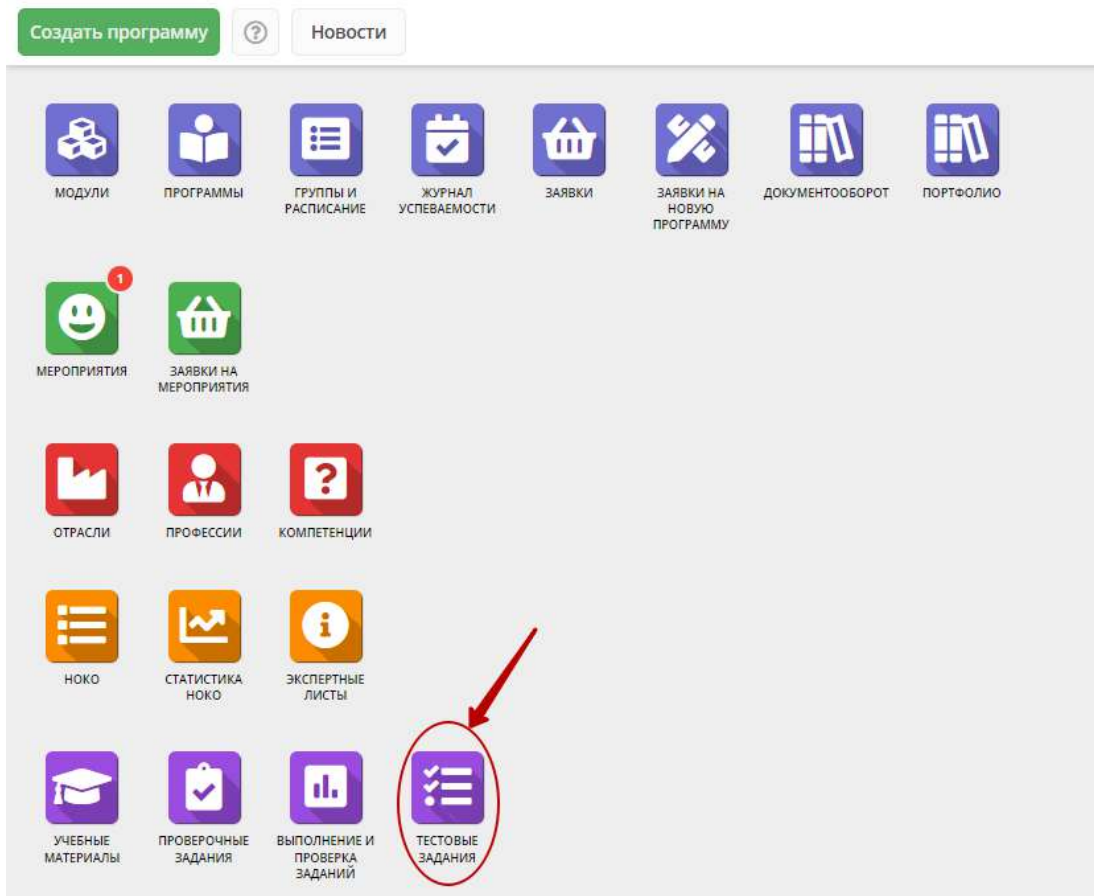 Создать программу
?
Новости
МОДУЛИ
ПРОГРАММЫ
ГРУППЫ И
РАСПИСАНИЕ
ЖУРНАЛ
УСПЕВАЕМОСТИ
ЗАЯВКИ
ЗАЯВКИ НА
НОВУЮ
ПРОГРАММУ
ДОКУМЕНТООБОРОТ
ПОРТФОЛИО
1
МЕРОПРИЯТИЯ
ЗАЯВКИ НА
МЕРОПРИЯТИЯ
ОТРАСЛИ
ПРОФЕССИИ
?
КОМПЕТЕНЦИИ
НОКО
СТАТИСТИКА
НОКО
i
ЭКСПЕРТНЫЕ
ЛИСТЫ
УЧЕБНЫЕ
МАТЕРИАЛЫ
ПРОВЕРОЧНЫЕ
ЗАДАНИЯ
ВЫПОЛНЕНИЕ И
ПРОВЕРКА
ЗАДАНИЙ
ТЕСТОВЫЕ
ЗАДАНИЯ